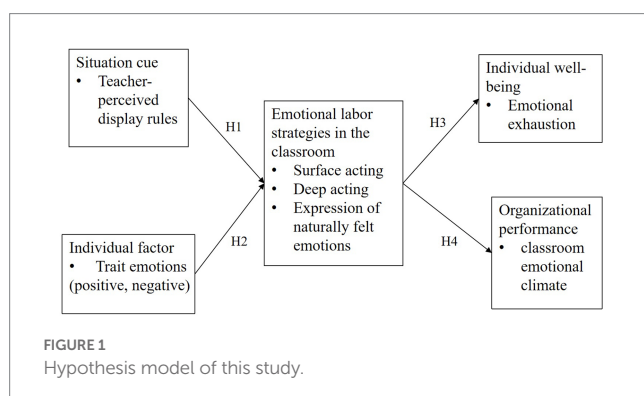 Situation cue
• Teacher-
perceived
display rules
H1
Individual factor
• Trait emotions
(positive, negative)
H2
Emotional labor
strategies in the
classroom
• Surface acting
• Deep acting
• Expression of
naturally felt
emotions
H3
Individual well-
being
• Emotional
exhaustion
H4
Organizational
performance
• classroom
emotional
climate
FIGURE 1
Hypothesis model of this study.